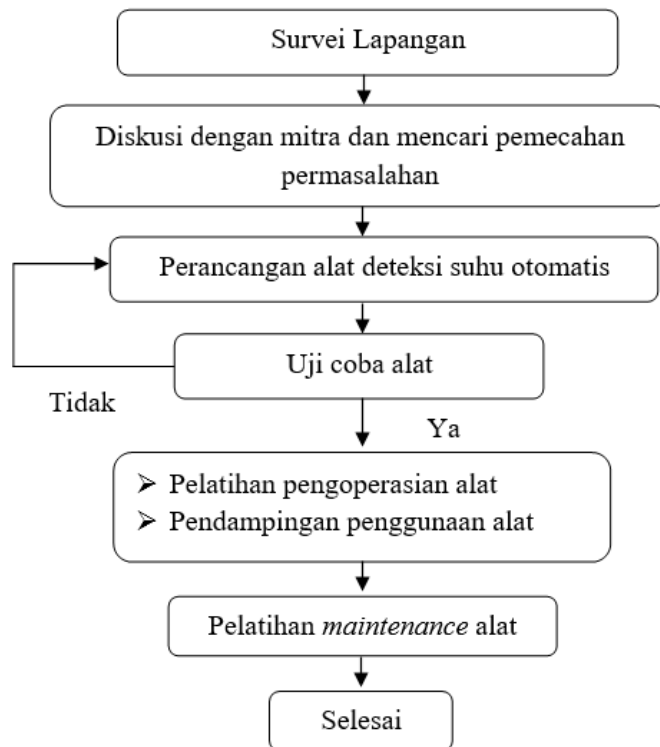 Survei Lapangan
Diskusi dengan mitra dan mencari pemecahan
permasalahan
Perancangan alat deteksi suhu otomatis
Uji coba alat
Tidak
Ya
➢ Pelatihan pengoperasian alat
➢ Pendampingan penggunaan alat
Pelatihan maintenance alat
Selesai